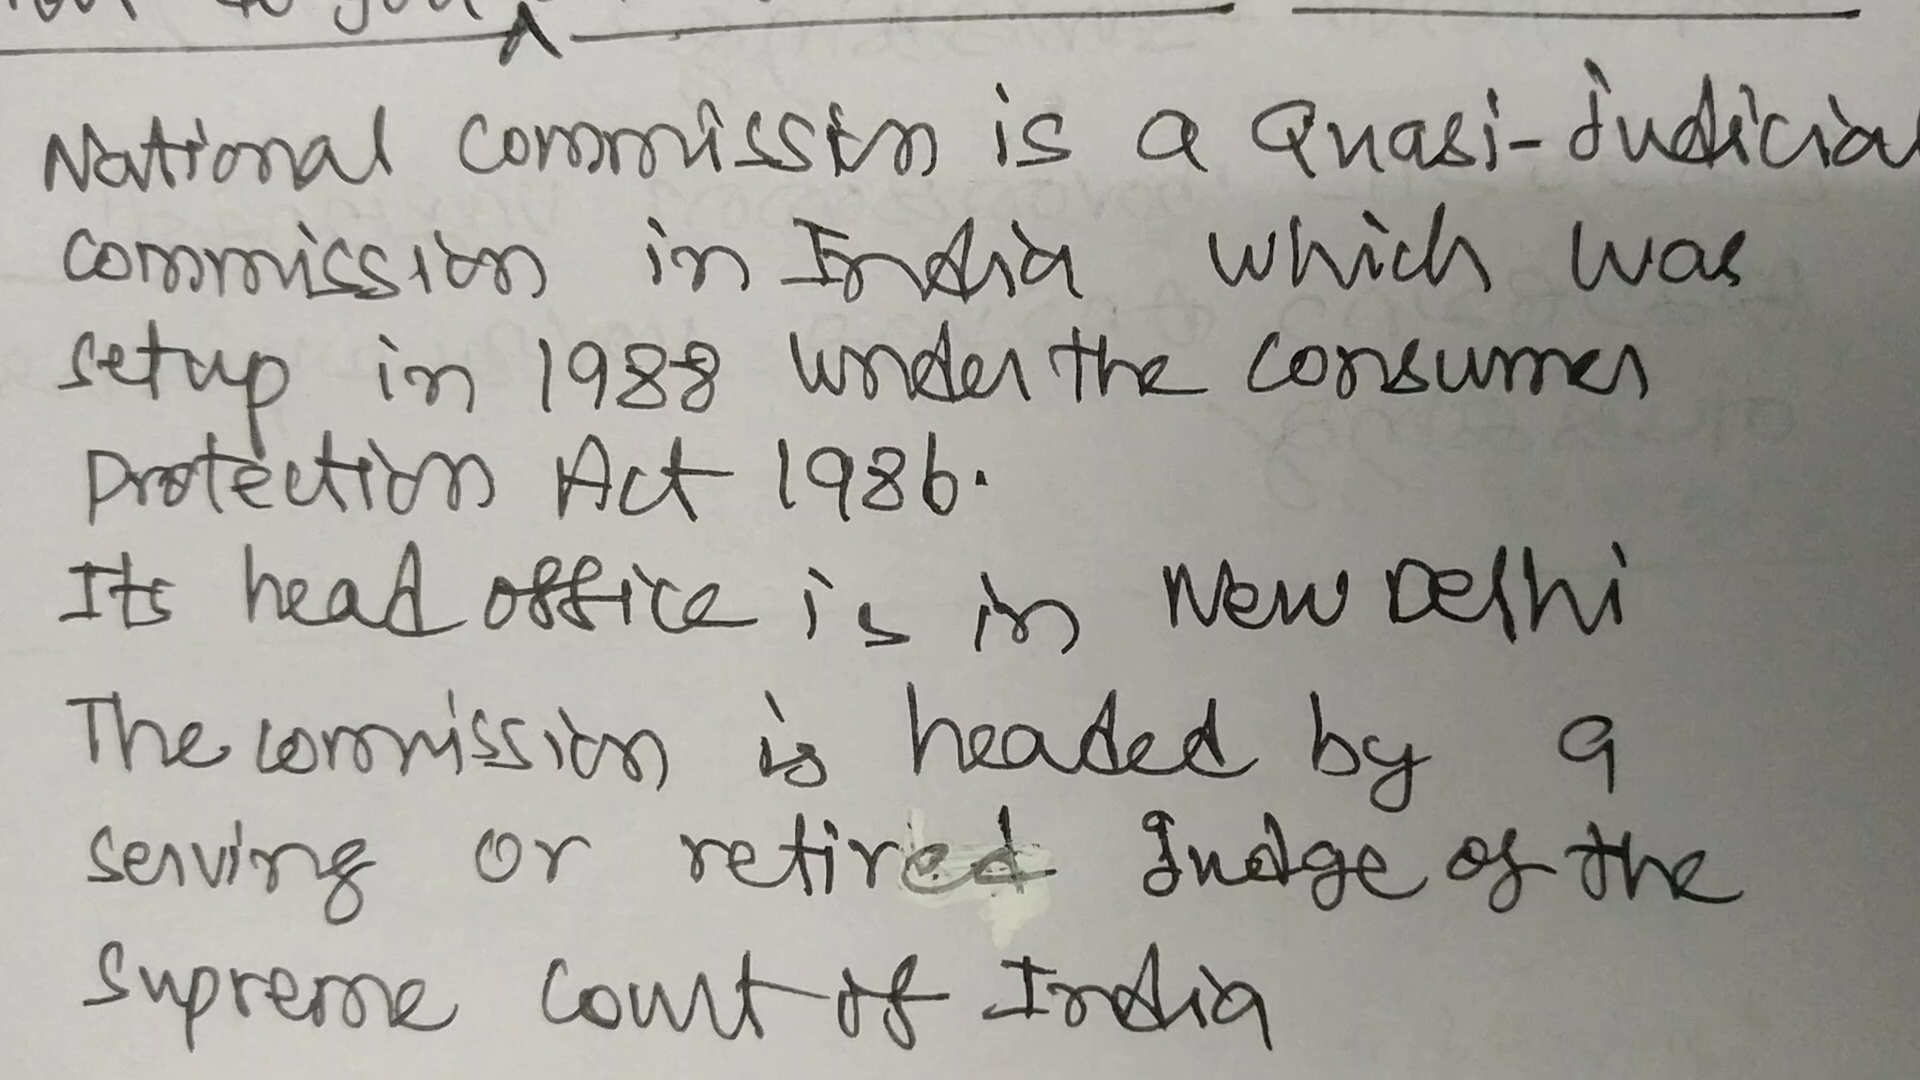 National Commission is a Quasi-Judicial
commission in India which was
setup in 1988 under the consumer
protection Act 1986.
Its head office is in New Delhi
The commission is headed by a
serving or retired Judge of the
Supreme Court of India